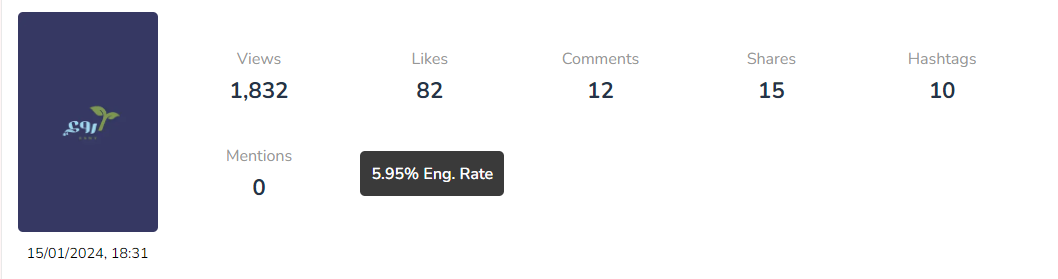 Views
1,832
Likes
82
Comments
12
Shares
15
Hashtags
10
Mentions
0
5.95% Eng. Rate
15/01/2024, 18:31